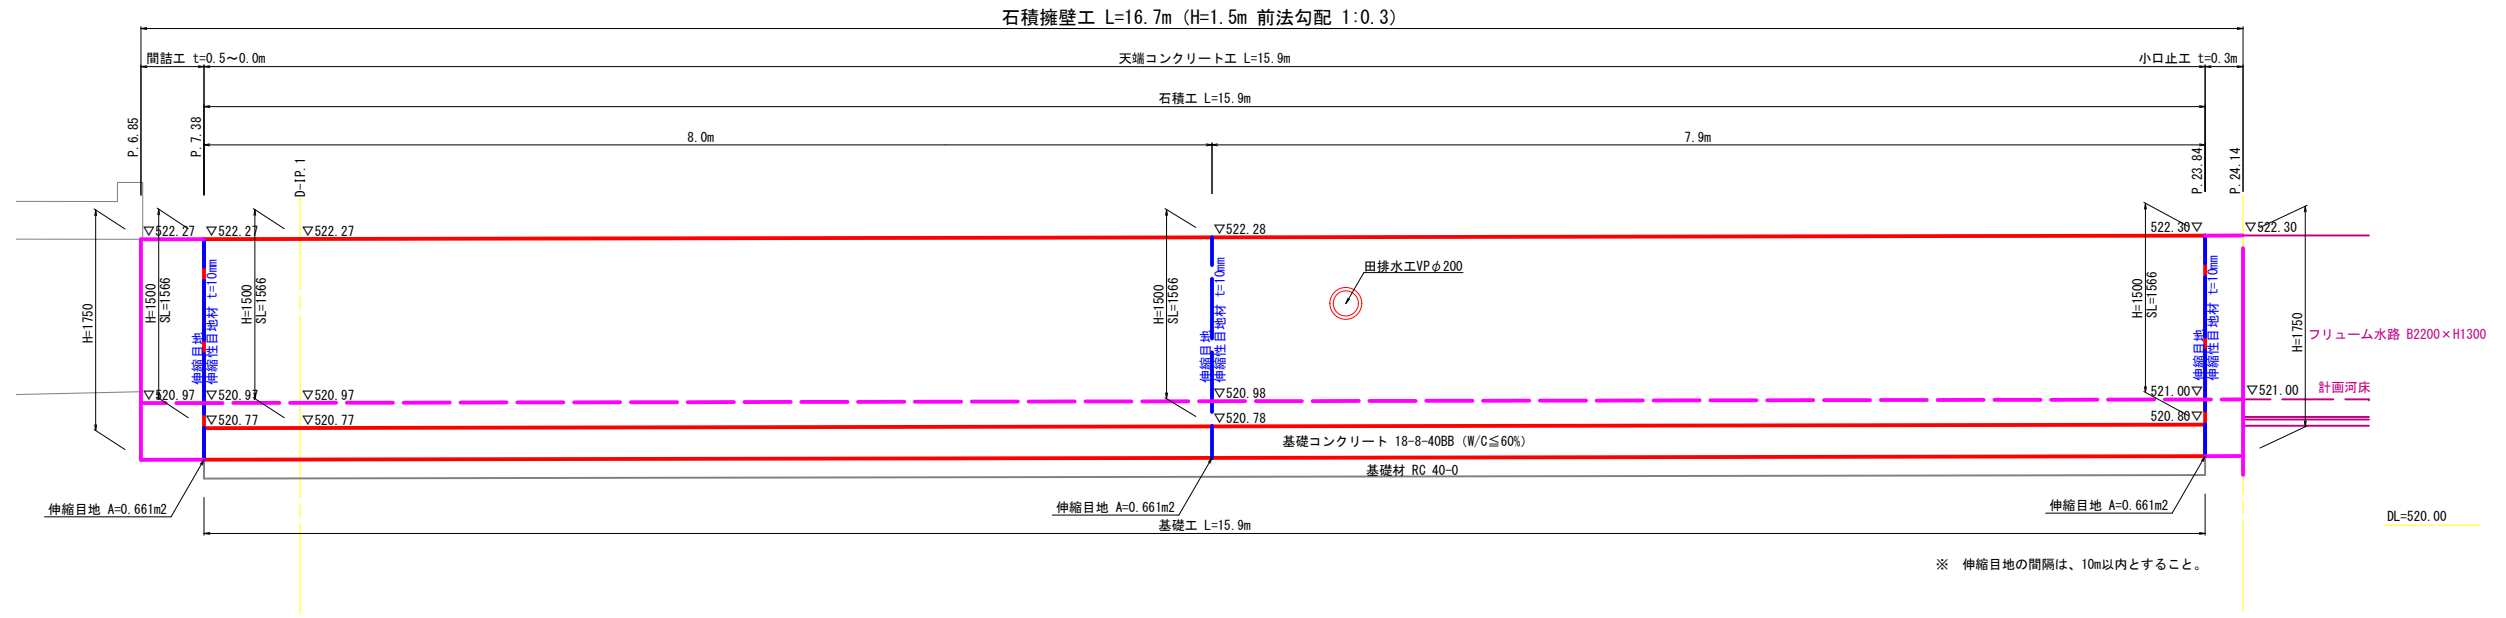 石積擁壁工 L=16.7m（H=1.5m 前法勾配 1:0.3）
間詰工 t=0.5～0.0m
天端コンクリート工 L=15.9m
小口止工 t=0.3m
石積工 L=15.9m
8.0m
7.9m
P.6.85
P.7.38
D-IP.1
P.23.84
P.24.14
▽522.27
▽522.27
▽522.27
▽522.28
522.30▽
▽522.30
田排水工VPφ200
H=1750
H=1500
SL=1566
伸縮目地
伸縮性目地材 t=10mm
H=1500
SL=1566
H=1500
SL=1566
伸縮目地
伸縮性目地材 t=10mm
H=1500
SL=1566
伸縮目地
伸縮性目地材 t=10mm
H=1750
フリューム水路 B2200×H1300
計画河床
▽520.97
▽520.97
▽520.97
▽520.98
521.00▽
▽521.00
▽520.77
▽520.77
▽520.78
520.80▽
基礎コンクリート 18-8-40BB（W/C≦60%）
基礎材 RC 40-0
伸縮目地 A=0.661m2
伸縮目地 A=0.661m2
伸縮目地 A=0.661m2
基礎工 L=15.9m
DL=520.00
※　伸縮目地の間隔は、10m以内とすること。